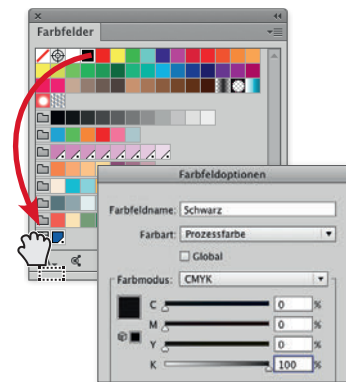 Farbfelder
Farbfeldoptionen
Farbfeldname: Schwarz
Farbart: Prozessfarbe
Global
Farbmodus: CMYK
C 0 %
M 0 %
Y 0 %
K 100 %